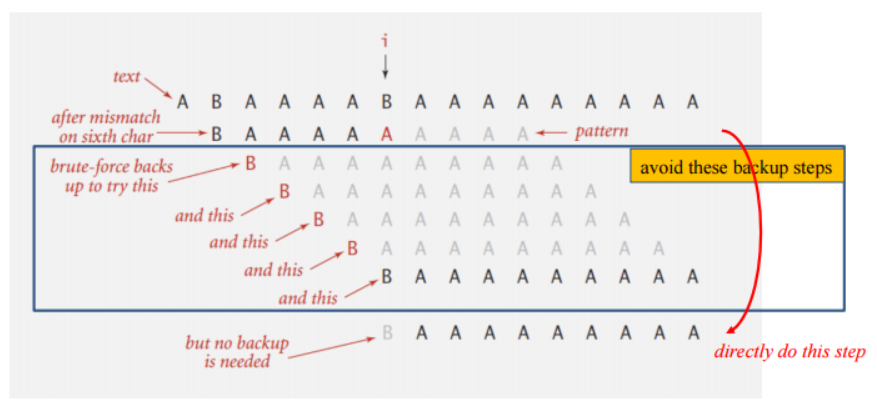 i
text
A B A A A A B A A A A A A A A A
after mismatch
on sixth char
B A A A A A A A A A
pattern
brute-force backs
up to try this
B A A A A A A A A A
avoid these backup steps
and this
B A A A A A A A A A
and this
B A A A A A A A A A
and this
B A A A A A A A A A
and this
B A A A A A A A A A
but no backup
is needed
B A A A A A A A A A
directly do this step